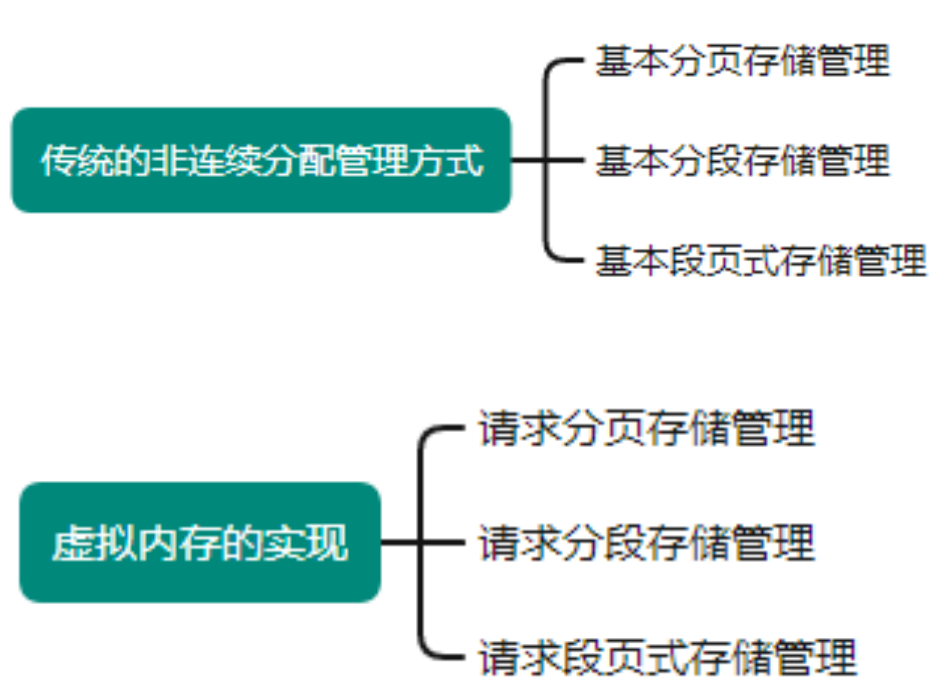 传统的非连续分配管理方式
基本分页存储管理
基本分段存储管理
基本段页式存储管理
虚拟内存的实现
请求分页存储管理
请求分段存储管理
请求段页式存储管理